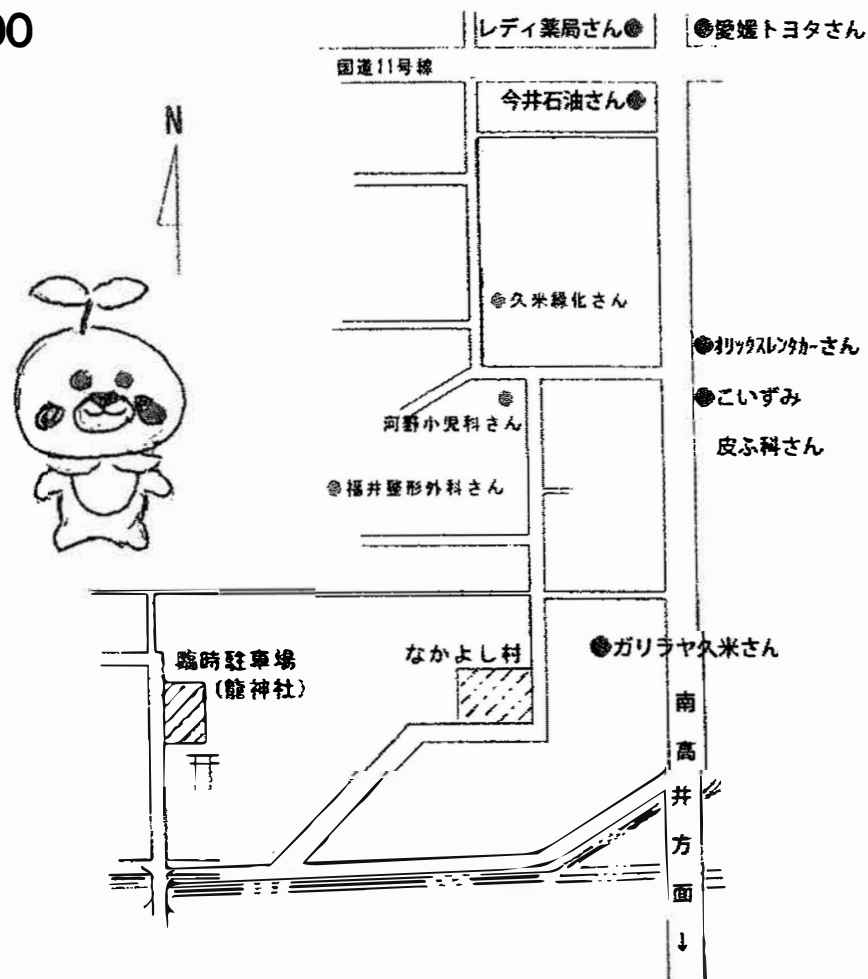 00
レディ薬局さん
愛媛トヨタさん
国道11号線
今井石油さん
N
久米緑化さん
オリックスレンタカーさん
こいずみ
皮ふ科さん
河野小児科さん
福井整形外科さん
なかよし村
ガリラヤ久米さん
臨時駐車場
(龍神社)
南高井方面↓